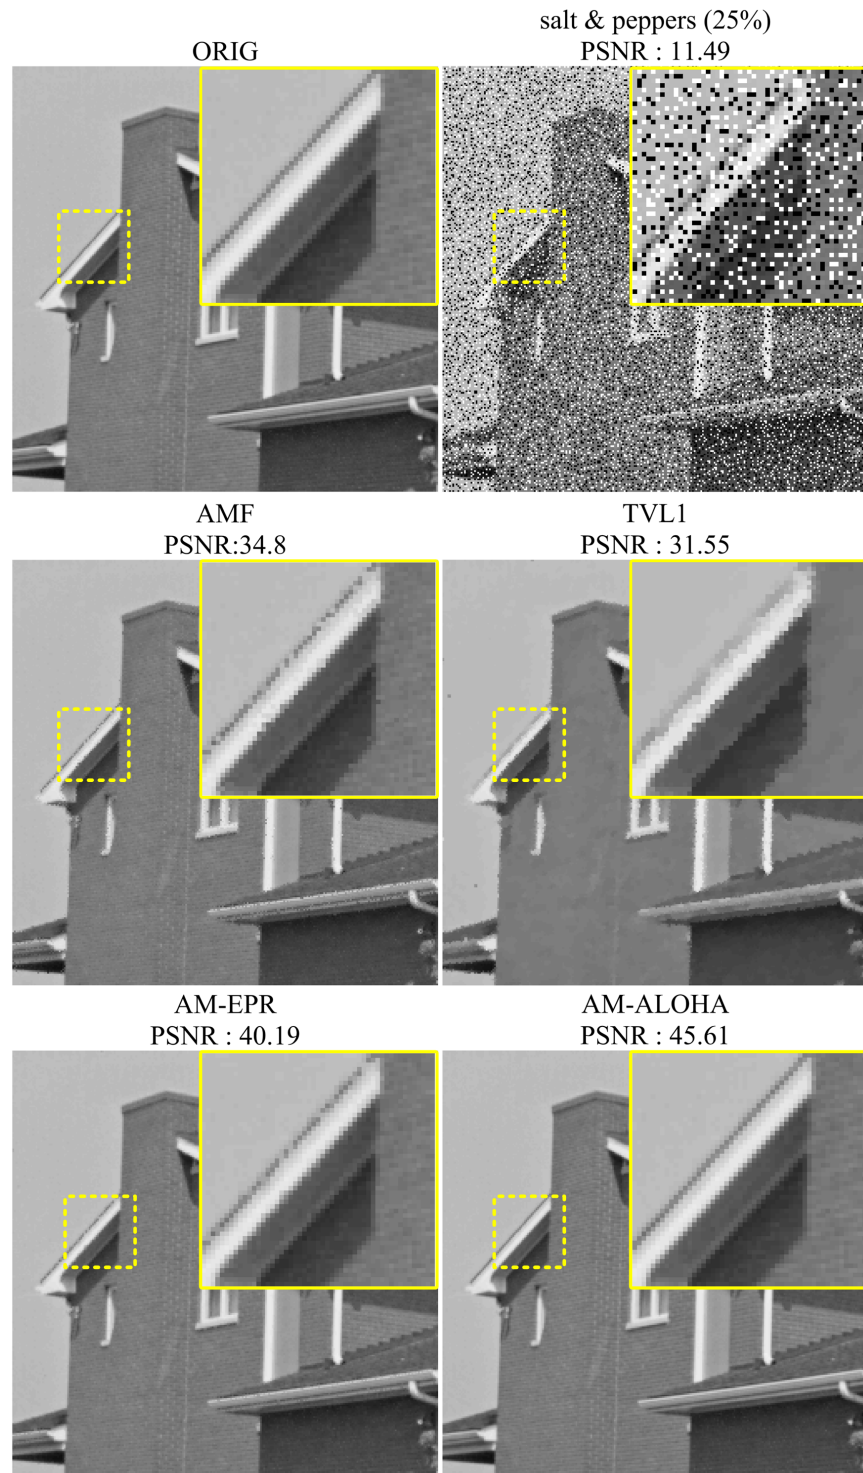 ORIG
salt & peppers (25%)
PSNR : 11.49
AMF
PSNR:34.8
TVL1
PSNR : 31.55
AM-EPR
PSNR : 40.19
AM-ALOHA
PSNR : 45.61